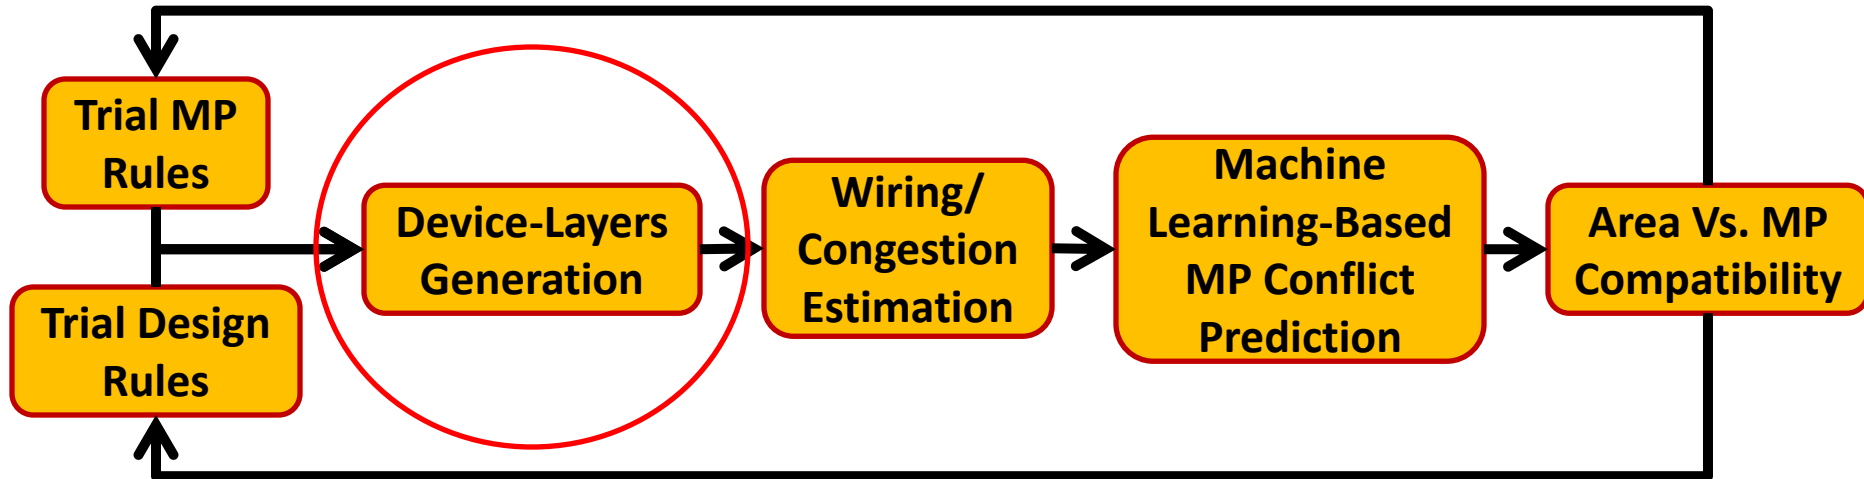 Trial MP
Rules
Trial Design
Rules
Device-Layers
Generation
Wiring/
Congestion
Estimation
Machine
Learning-Based
MP Conflict
Prediction
Area Vs. MP
Compatibility